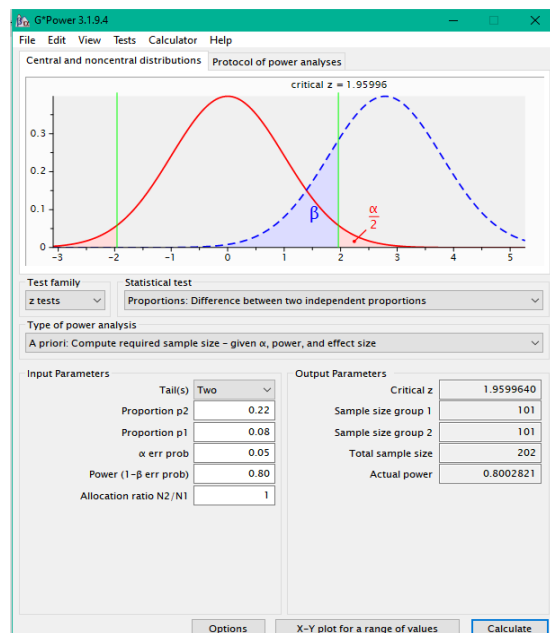 G*Power 3.1.9.4
File Edit View Tests Calculator Help
Central and noncentral distributions Protocol of power analyses
critical z = 1.95996
0.3
0.2
0.1
0
β
α
2
-3 -2 -1 0 1 2 3 4 5
Test family Statistical test
z tests Proportions: Difference between two independent proportions
Type of power analysis
A priori: Compute required sample size - given α, power, and effect size
Input Parameters Output Parameters
Tail(s) Two Critical z 1.9599640
Proportion p2 0.22 Sample size group 1 101
Proportion p1 0.08 Sample size group 2 101
α err prob 0.05 Total sample size 202
Power (1-β err prob) 0.80 Actual power 0.8002821
Allocation ratio N2/N1 1
Options X-Y plot for a range of values Calculate